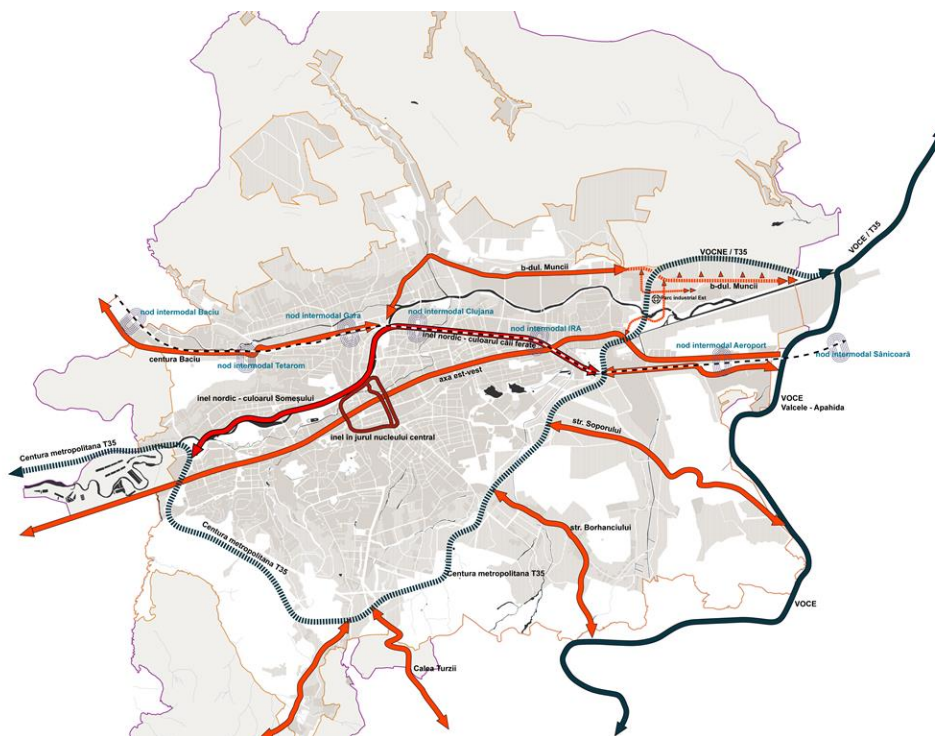 VOCE / T35
VOCNE / T35
b-dul. Muncii
b-dul. Muncii
Parc industrial Est
nod intermodal Baciu
nod intermodal Gara
nod intermodal Clujana
nod intermodal IRA
inel nordic - culoarul căii ferate
nod intermodal Aeroport
nod intermodal Sânicoară
centura Baciu
nod intermodal Tetarom
axa est-vest
inel nordic - culoarul Someșului
VOCE
Valcele - Apahida
str. Soporului
inel în jurul nucleului central
Centura metropolitana T35
str. Borhanciului
Centura metropolitana T35
Centura metropolitana T35
VOCE
Calea Turzii